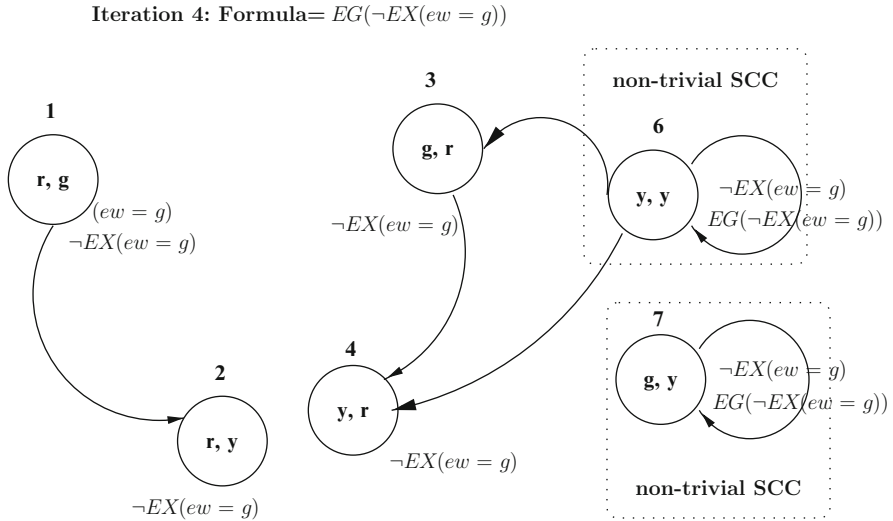 Iteration 4: Formula= EG(¬EX(ew = g))
1
r, g
(ew = g)
¬EX(ew = g)
2
r, y
¬EX(ew = g)
3
g, r
¬EX(ew = g)
4
y, r
¬EX(ew = g)
non-trivial SCC
6
y, y
¬EX(ew = g)
EG(¬EX(ew = g))
7
g, y
¬EX(ew = g)
EG(¬EX(ew = g))
non-trivial SCC